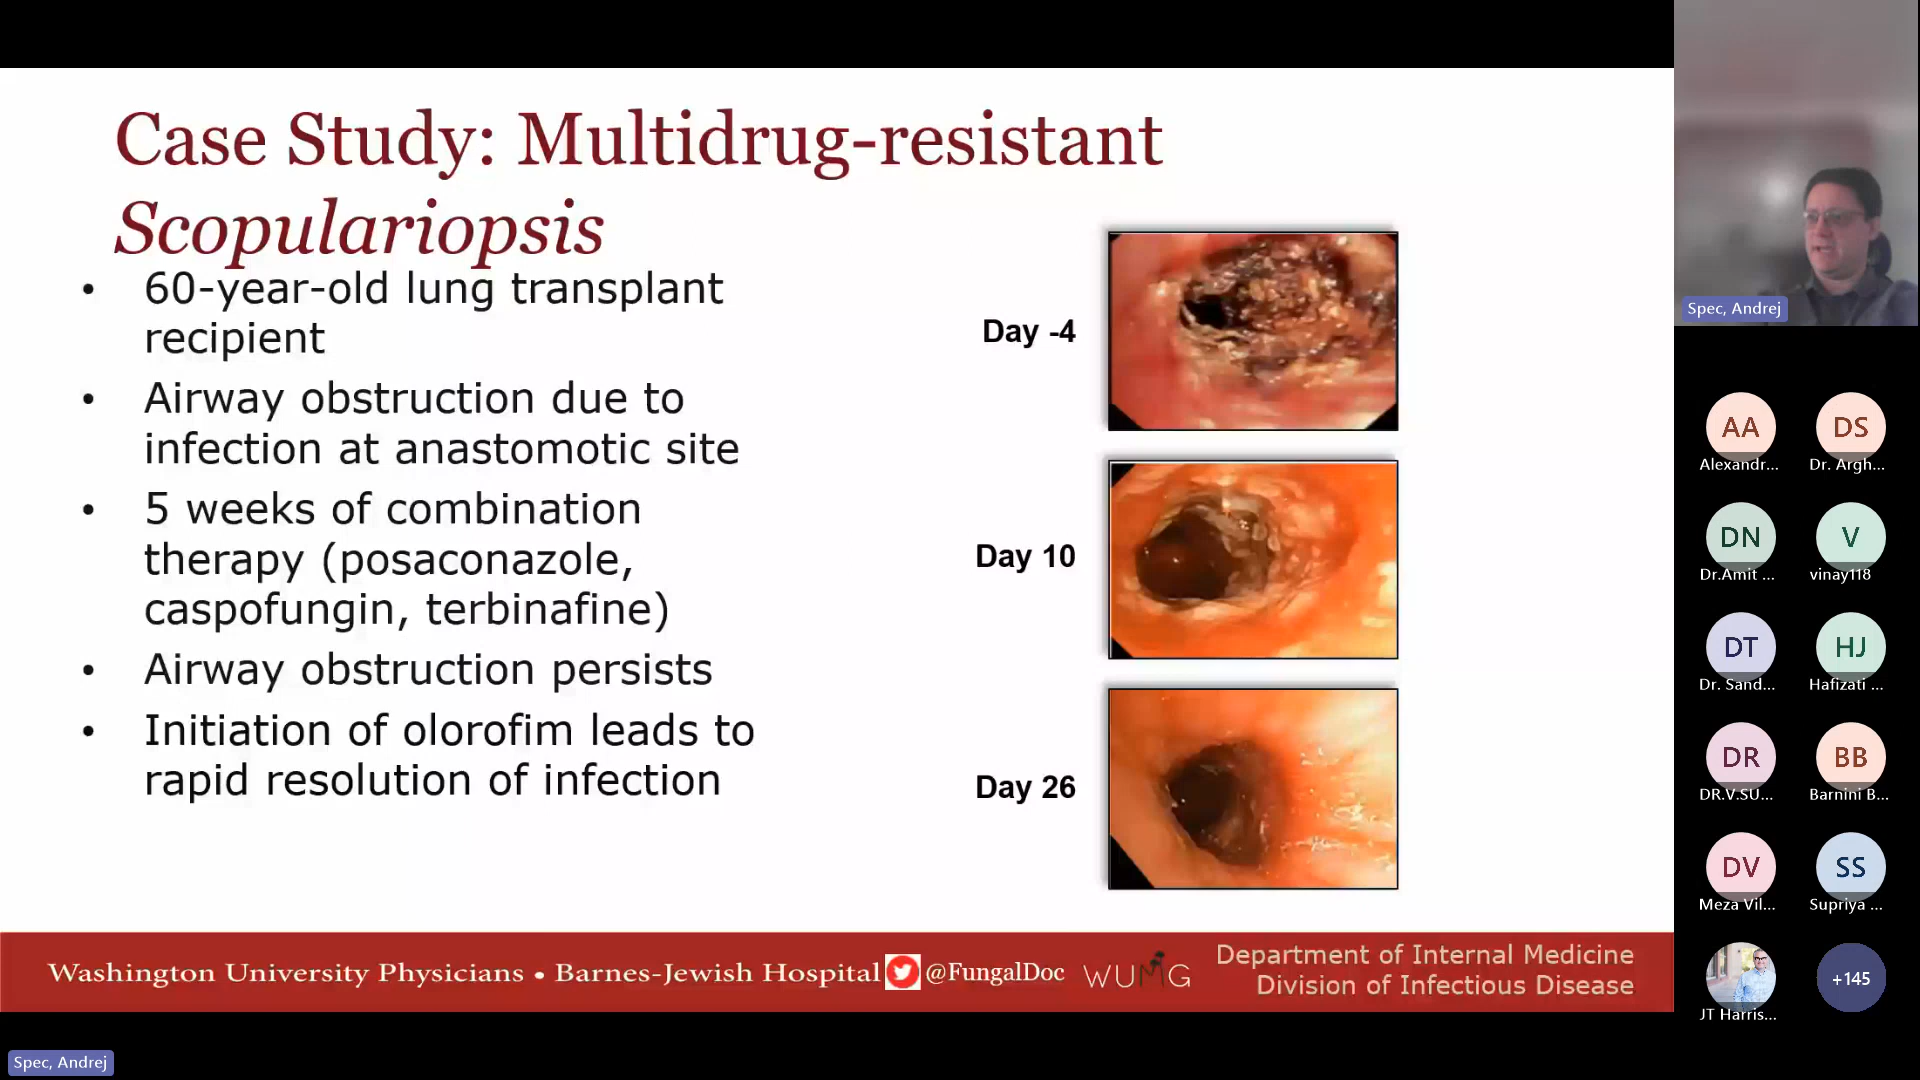 Case Study: Multidrug-resistant
Scopulariopsis
• 60-year-old lung transplant
recipient
• Airway obstruction due to
infection at anastomotic site
• 5 weeks of combination
therapy (posaconazole,
caspofungin, terbinafine)
• Airway obstruction persists
• Initiation of olorofim leads to
rapid resolution of infection
Day -4
Day 10
Day 26
Washington University Physicians • Barnes-Jewish Hospital
@FungalDoc
WUMG
Department of Internal Medicine
Division of Infectious Disease
Spec, Andrej
AA
Alexandr...
DS
Dr. Argh...
DN
Dr.Amit ...
V
vinay118
DT
Dr. Sand...
HJ
Hafizati ...
DR
DR.V.SU...
BB
Barnini B...
DV
Meza Vil...
SS
Supriya ...
JT Harris...
+145
Spec, Andrej